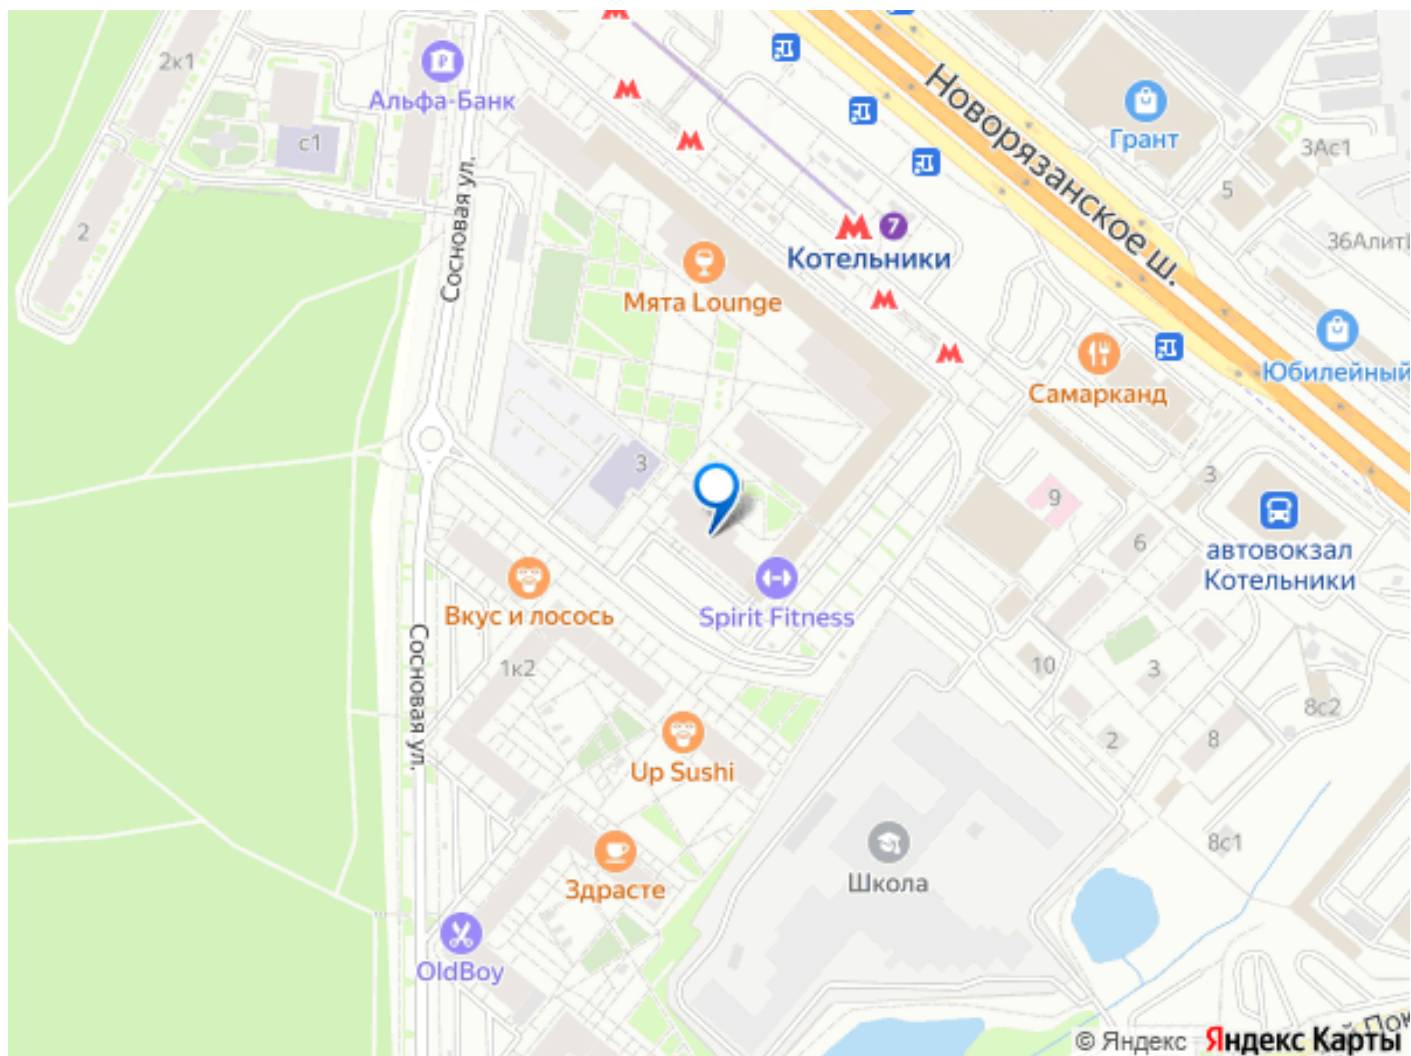 2к1
Альфа-Банк
с1
2
Сосновая ул.
Новорязанское ш.
Грант
3Ас1
5
36Алит
7
Котельники
Мята Lounge
Юбилейный
Самарканд
3
3
9
6
автовокзал
Котельники
Вкус и лосось
Spirit Fitness
1к2
Сосновая ул.
10
3
8с2
8
2
Up Sushi
8с1
Школа
Здрасте
OldBoy
й Пок
© Яндекс Яндекс Карты